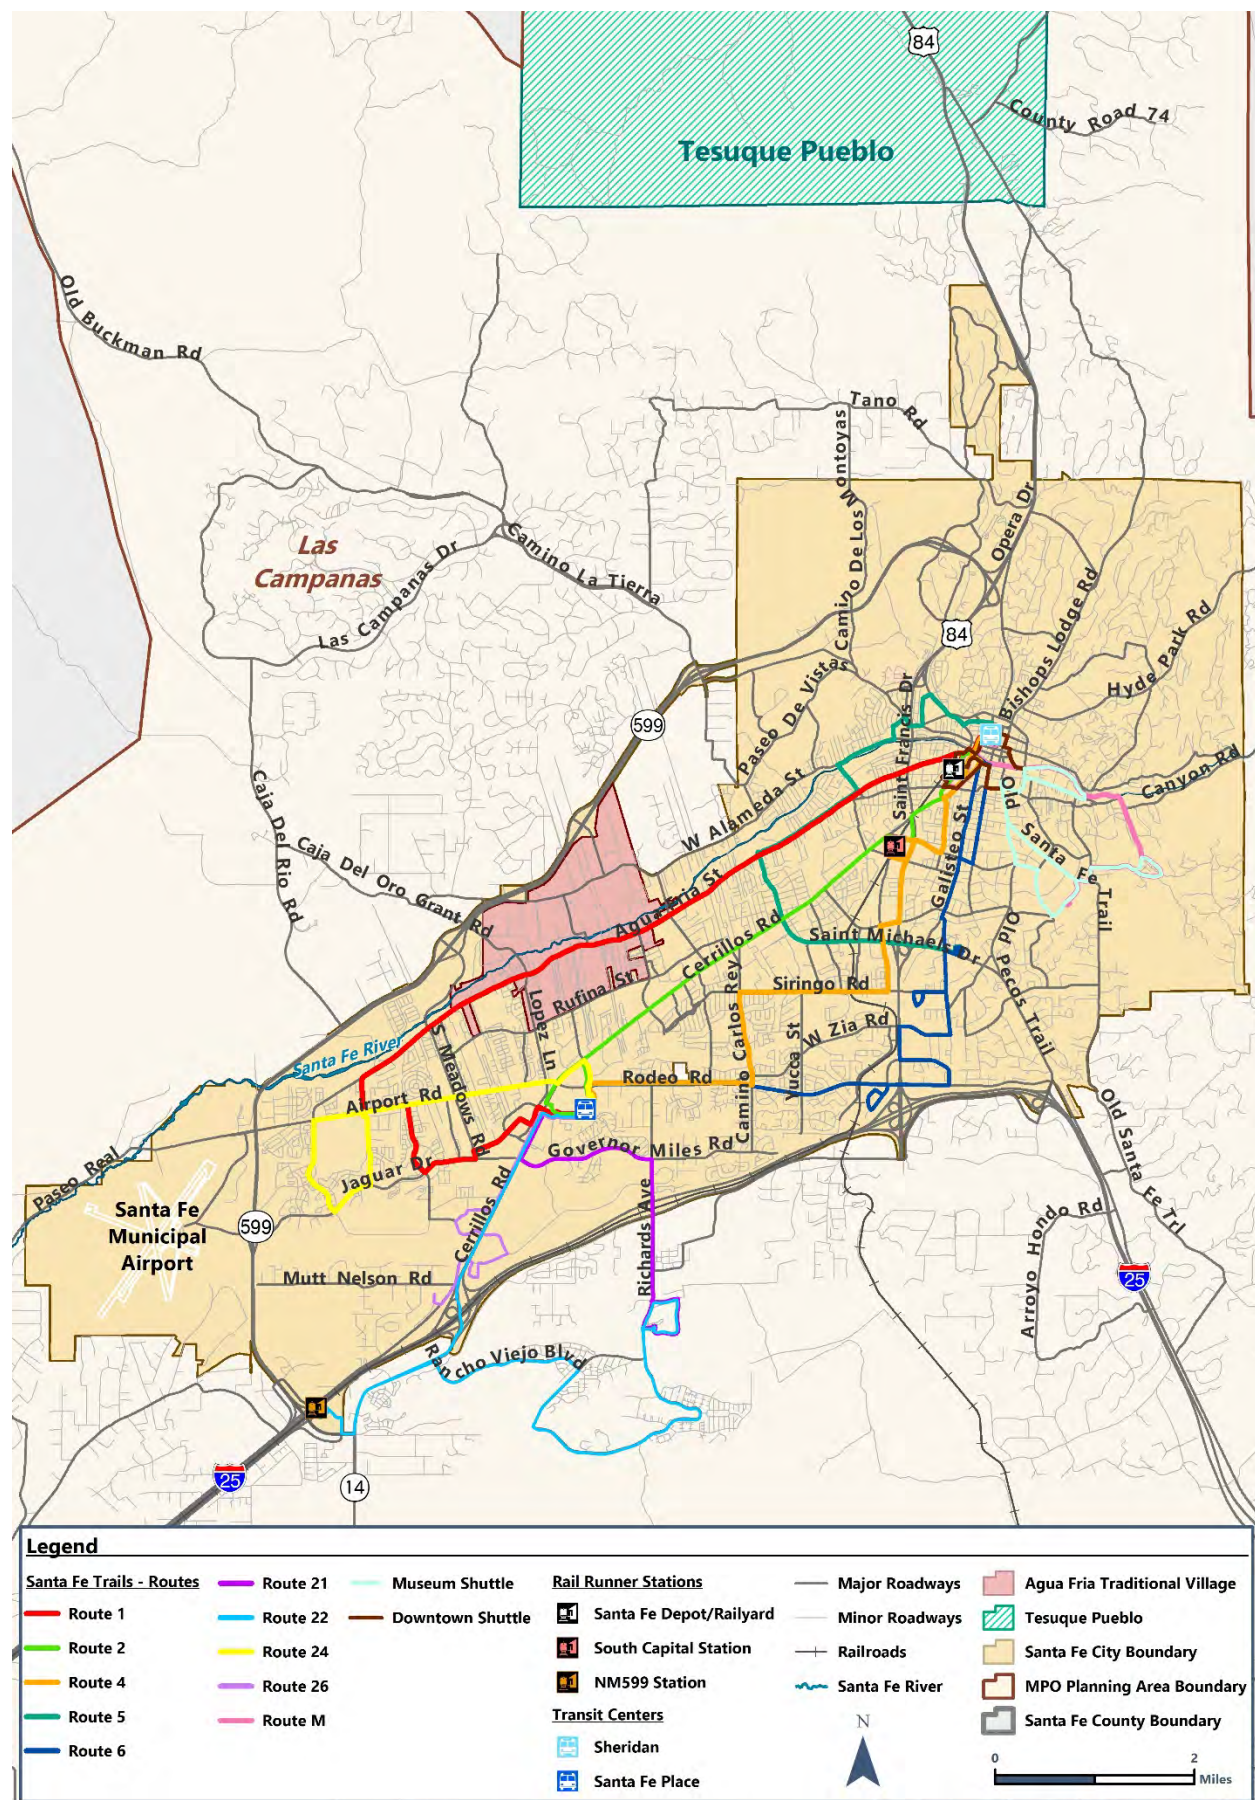 84
County Road 74
Tesuque Pueblo
Old Buckman Rd
Tano Rd
Camino De Los Montoyas
Opera Dr
Las
Campanas
Camino La Tierra
Las Campanas Dr
84
Bishops Lodge Rd
Hyde Park Rd
Paseo De Vistas
Saint Francis Dr
599
Canyon Rd
W Alameda St
Caja Del Rio Rd
Caja Del Oro Grant Rd
Old Santa Fe Trail
Galisteo St
Agua Fria St
Cerrillos Rd
Saint Michaels Dr
Old Pecos Trail
Siringo Rd
Rufina St
Lopez Ln
Camino Carlos Rey
Yucca St
W Zia Rd
Santa Fe River
S Meadows Rd
Rodeo Rd
Airport Rd
Governor Miles Rd
Old Santa Fe Trl
Paseo Real
Jaguar Dr
Cerrillos Rd
Richards Ave
Arroyo Hondo Rd
Santa Fe
Municipal
Airport
599
Mutt Nelson Rd
25
Rancho Viejo Blvd
25
14
Legend
Santa Fe Trails - Routes
Route 1
Route 2
Route 4
Route 5
Route 6
Route 21
Route 22
Route 24
Route 26
Route M
Museum Shuttle
Downtown Shuttle
Rail Runner Stations
Santa Fe Depot/Railyard
South Capital Station
NM599 Station
Transit Centers
Sheridan
Santa Fe Place
Major Roadways
Minor Roadways
Railroads
Santa Fe River
N
Agua Fria Traditional Village
Tesuque Pueblo
Santa Fe City Boundary
MPO Planning Area Boundary
Santa Fe County Boundary
0 2
Miles